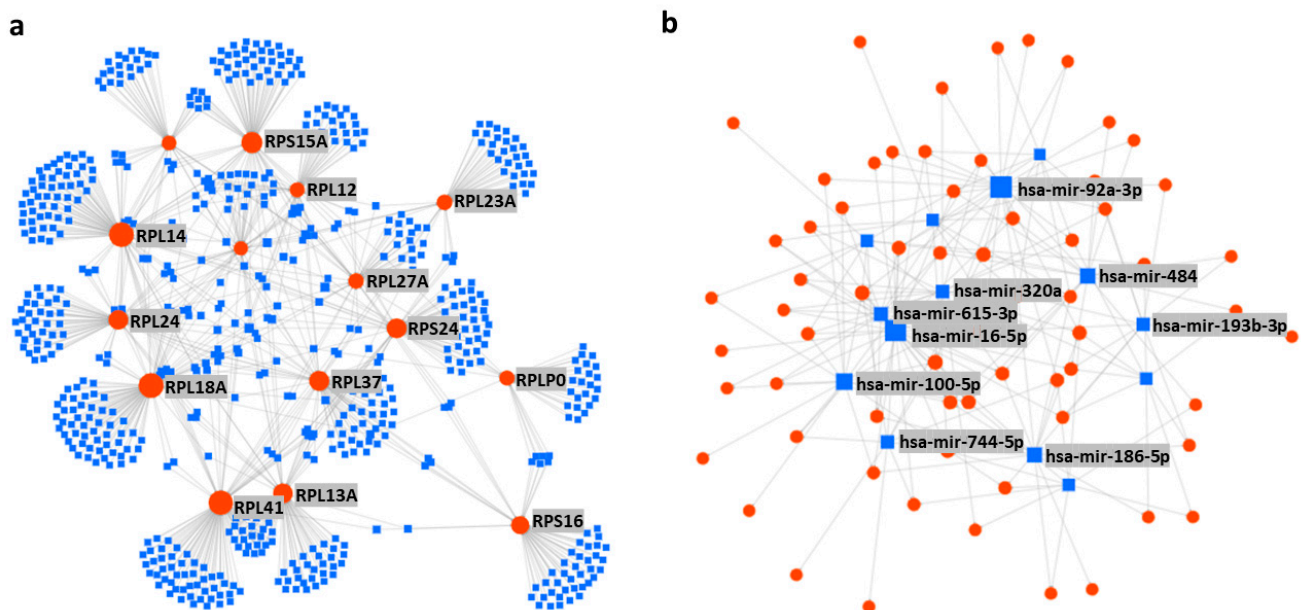 a
RPS15A
RPL12
RPL23A
RPL14
RPL27A
RPL24
RPS24
RPL18A
RPL37
RPLP0
RPL41
RPL13A
RPS16
b
hsa-mir-92a-3p
hsa-mir-484
hsa-mir-320a
hsa-mir-615-3p
hsa-mir-193b-3p
hsa-mir-16-5p
hsa-mir-100-5p
hsa-mir-744-5p
hsa-mir-186-5p